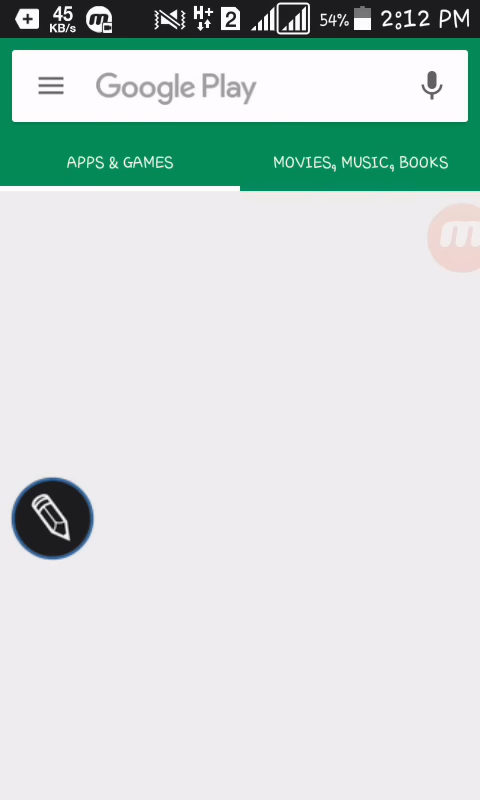 45 KB/s H+ 2 54% 2:12 PM
Google Play
APPS & GAMES MOVIES, MUSIC, BOOKS